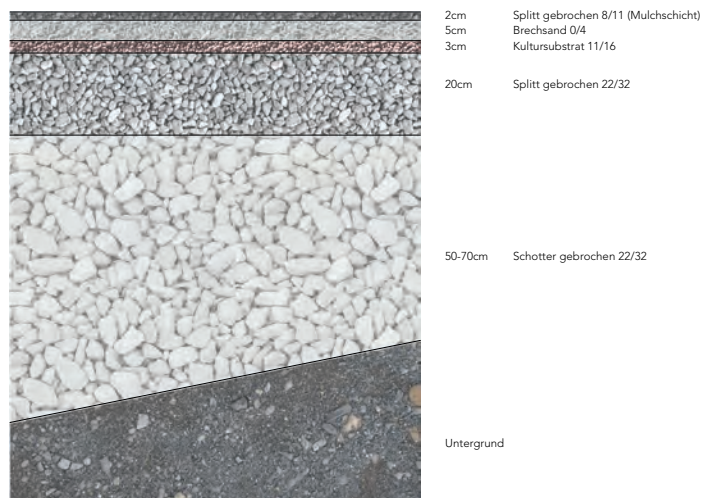 2cm Splitt gebrochen 8/11 (Mulchschicht)
5cm Brechsand 0/4
3cm Kultursubstrat 11/16
20cm Splitt gebrochen 22/32
50-70cm Schotter gebrochen 22/32
Untergrund